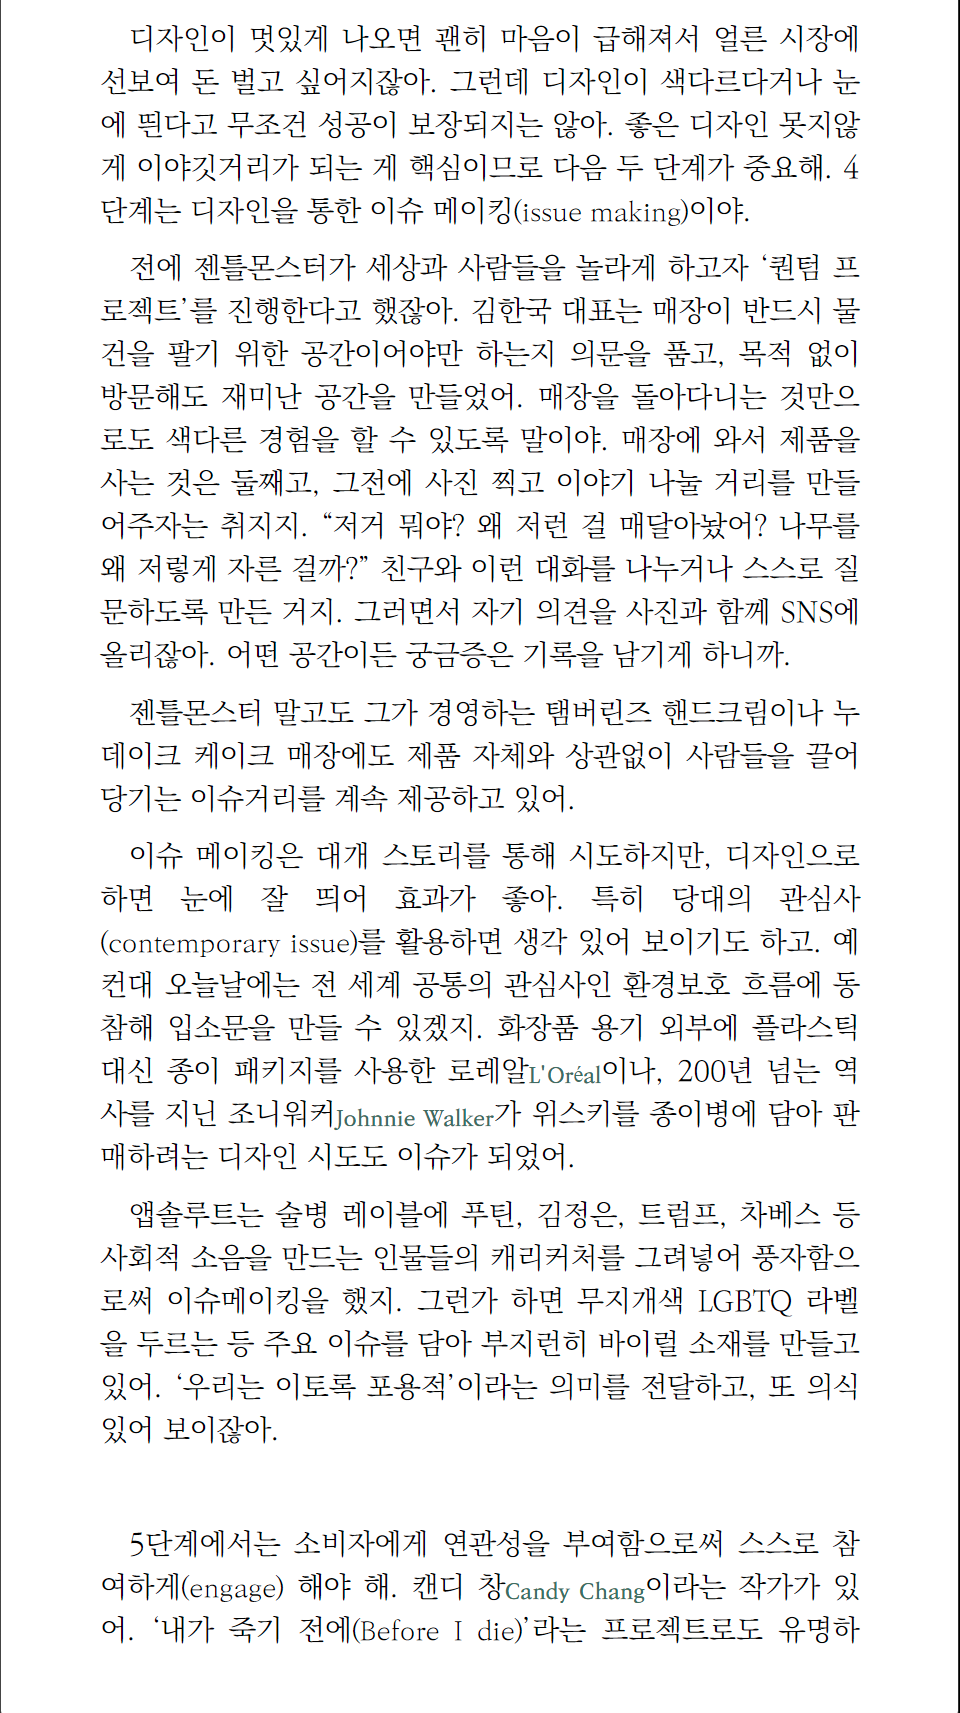 디자인이 멋있게 나오면 괜히 마음이 급해져서 얼른 시장에
선보여 돈 벌고 싶어지잖아. 그런데 디자인이 색다르다거나 눈
에 띈다고 무조건 성공이 보장되지는 않아. 좋은 디자인 못지않
게 이야깃거리가 되는 게 핵심이므로 다음 두 단계가 중요해. 4
단계는 디자인을 통한 이슈 메이킹(issue making)이야.
전에 젠틀몬스터가 세상과 사람들을 놀라게 하고자 ‘퀀텀 프
로젝트’를 진행한다고 했잖아. 김한국 대표는 매장이 반드시 물
건을 팔기 위한 공간이어야만 하는지 의문을 품고, 목적 없이
방문해도 재미난 공간을 만들었어. 매장을 돌아다니는 것만으
로도 색다른 경험을 할 수 있도록 말이야. 매장에 와서 제품을
사는 것은 둘째고, 그전에 사진 찍고 이야기 나눌 거리를 만들
어주자는 취지지. “저거 뭐야? 왜 저런 걸 매달아놨어? 나무를
왜 저렇게 자른 걸까?” 친구와 이런 대화를 나누거나 스스로 질
문하도록 만든 거지. 그러면서 자기 의견을 사진과 함께 SNS에
올리잖아. 어떤 공간이든 궁금증은 기록을 남기게 하니까.
젠틀몬스터 말고도 그가 경영하는 탬버린즈 핸드크림이나 누
데이크 케이크 매장에도 제품 자체와 상관없이 사람들을 끌어
당기는 이슈거리를 계속 제공하고 있어.
이슈 메이킹은 대개 스토리를 통해 시도하지만, 디자인으로
하면 눈에 잘 띄어 효과가 좋아. 특히 당대의 관심사
(contemporary issue)를 활용하면 생각 있어 보이기도 하고. 예
컨대 오늘날에는 전 세계 공통의 관심사인 환경보호 흐름에 동
참해 입소문을 만들 수 있겠지. 화장품 용기 외부에 플라스틱
대신 종이 패키지를 사용한 로레알L'Oréal이나, 200년 넘는 역
사를 지닌 조니워커Johnnie Walker가 위스키를 종이병에 담아 판
매하려는 디자인 시도도 이슈가 되었어.
앱솔루트는 술병 레이블에 푸틴, 김정은, 트럼프, 차베스 등
사회적 소음을 만드는 인물들의 캐리커처를 그려넣어 풍자함으
로써 이슈메이킹을 했지. 그런가 하면 무지개색 LGBTQ 라벨
을 두르는 등 주요 이슈를 담아 부지런히 바이럴 소재를 만들고
있어. ‘우리는 이토록 포용적’이라는 의미를 전달하고, 또 의식
있어 보이잖아.
5단계에서는 소비자에게 연관성을 부여함으로써 스스로 참
여하게(engage) 해야 해. 캔디 창Candy Chang이라는 작가가 있
어. ‘내가 죽기 전에(Before I die)’라는 프로젝트로도 유명하